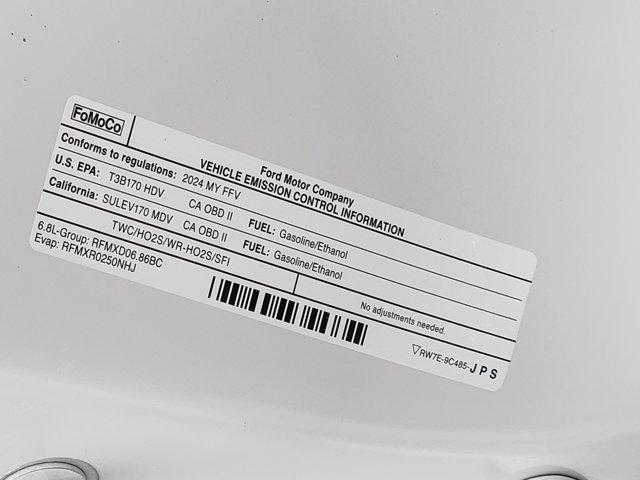 FoMoCo
Ford Motor Company
VEHICLE EMISSION CONTROL INFORMATION
Conforms to regulations: 2024 MY FFV
U.S. EPA: T3B170 HDV CA OBD II FUEL: Gasoline/Ethanol
California: SULEV170 MDV CA OBD II FUEL: Gasoline/Ethanol
TWC/HO2S/WR-HO2S/SFI
6.8L-Group: RFMXD06.86BC
Evap: RFMXR0250NHJ
No adjustments needed.
RW7E-9C485-JPS